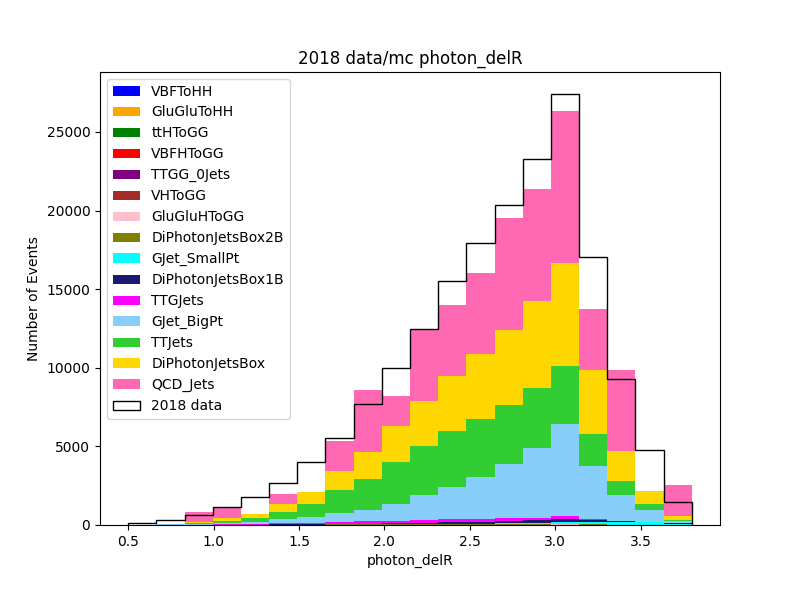 2018 data/mc photon_delR
VBFToHH
GluGluToHH
ttHToGG
VBFHToGG
TTGG_0Jets
VHToGG
GluGluHToGG
DiPhotonJetsBox2B
GJet_SmallPt
DiPhotonJetsBox1B
TTGJets
GJet_BigPt
TTJets
DiPhotonJetsBox
QCD_Jets
2018 data
Number of Events
25000
20000
15000
10000
5000
0
0.5 1.0 1.5 2.0 2.5 3.0 3.5
photon_delR